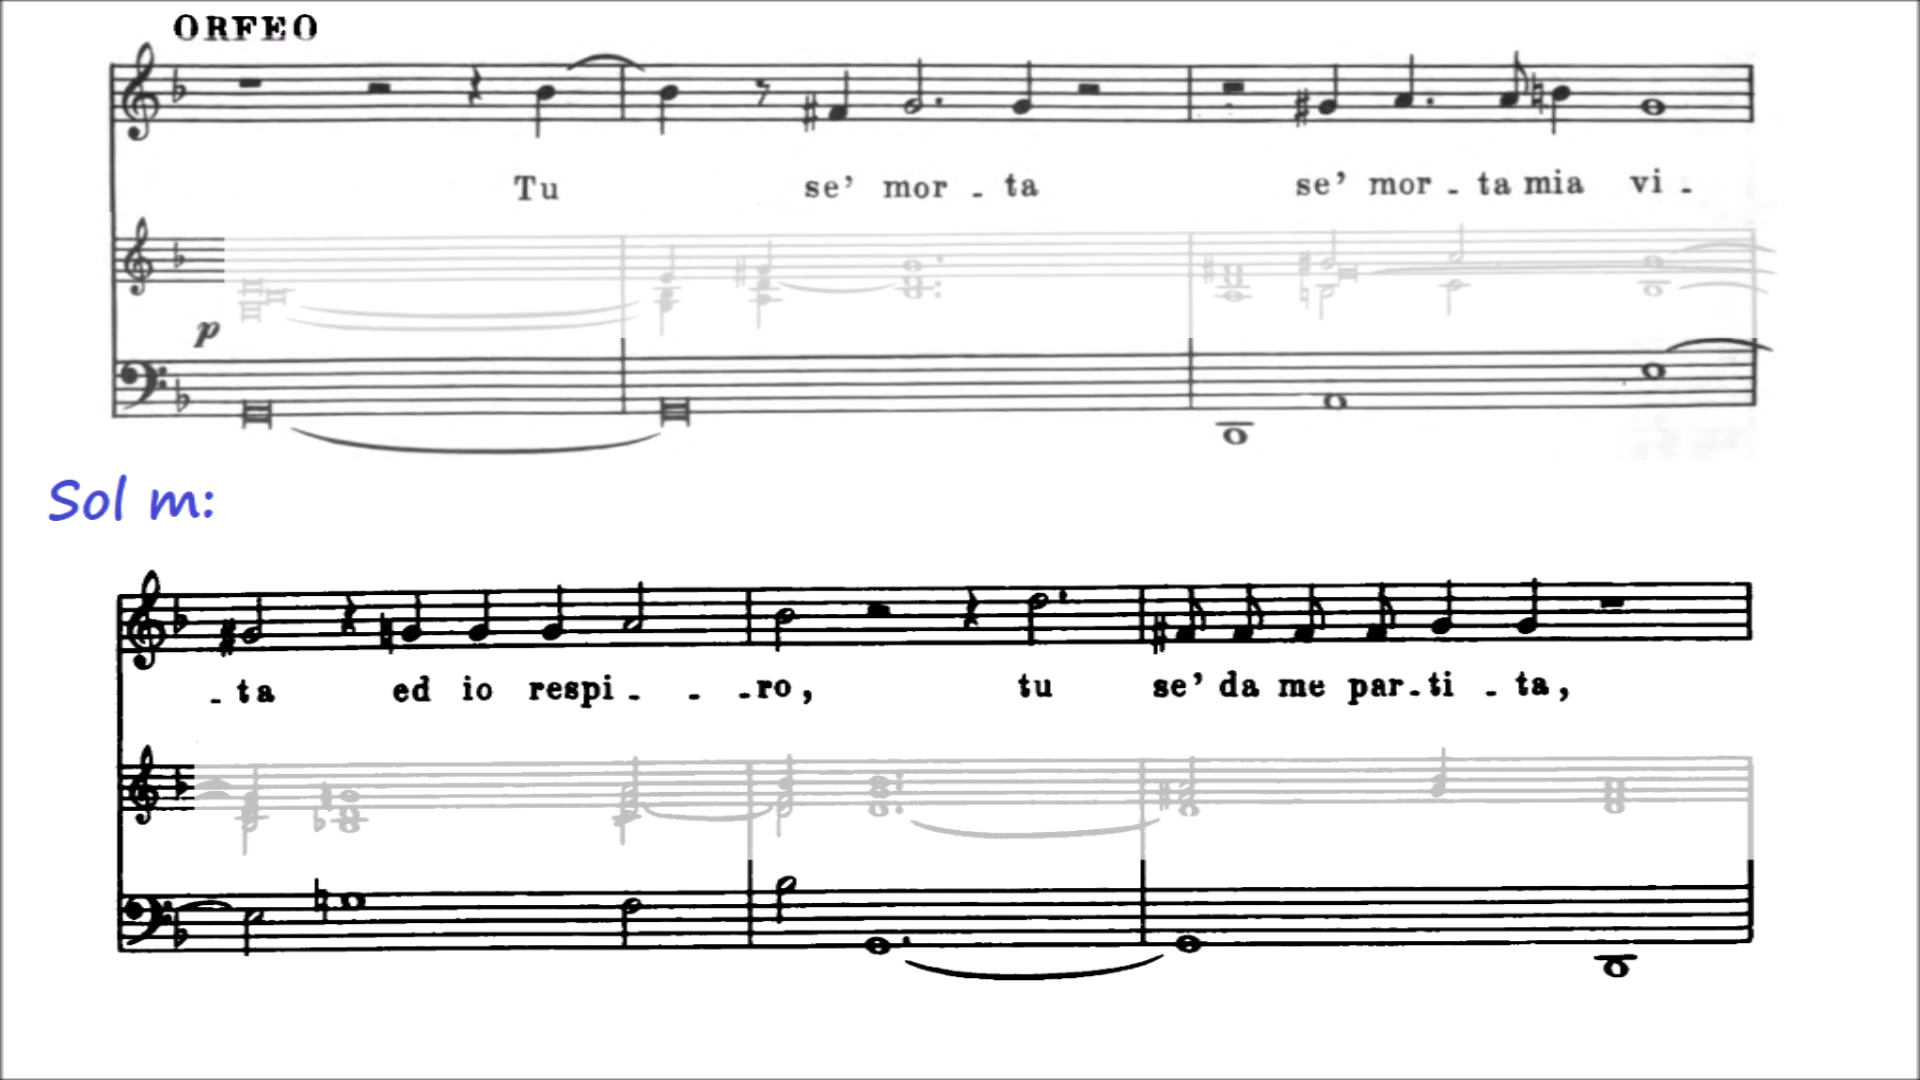 ORFEO
Tu se’ mor - ta se’ mor - ta mia vi -
p
Sol m:
- ta ed io respi - - -ro, tu se’ da me par-ti - ta,